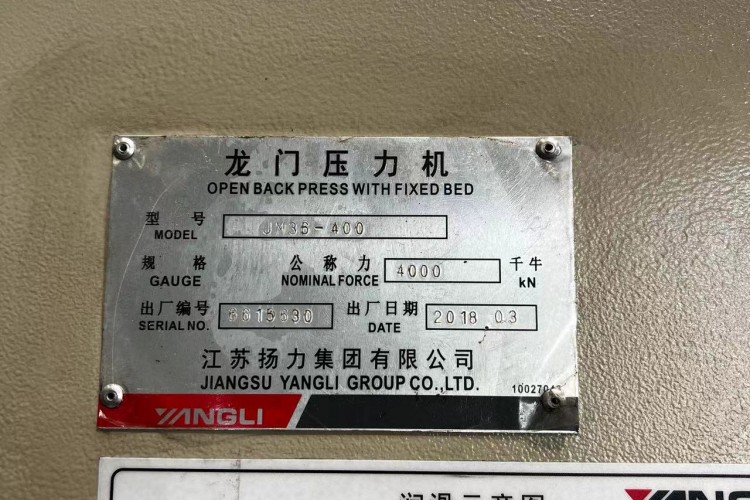 龙门压力机
OPEN BACK PRESS WITH FIXED BED
型号
MODEL
规格
GAUGE
公称力 4000 千牛
NOMINAL FORCE kN
出厂编号
SERIAL NO.
出厂日期 2018 03
DATE
江苏扬力集团有限公司
JIANGSU YANGLI GROUP CO.,LTD.
YANGLI